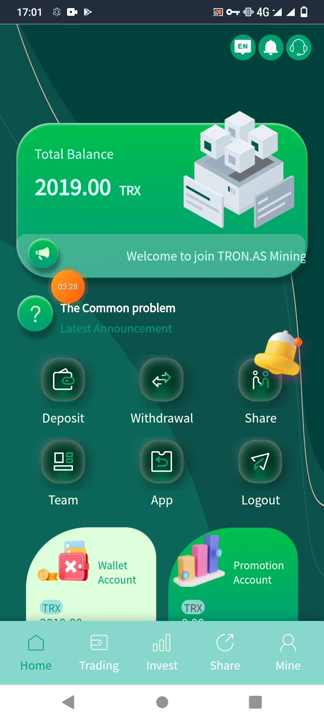 17:01
4G
EN
Total Balance
2019.00 TRX
Welcome to join TRON.AS Mining
03:28
?
The Common problem
Latest Announcement
Deposit
Withdrawal
Share
Team
App
Logout
Wallet
Account
Promotion
Account
TRX
TRX
Home
Trading
Invest
Share
Mine